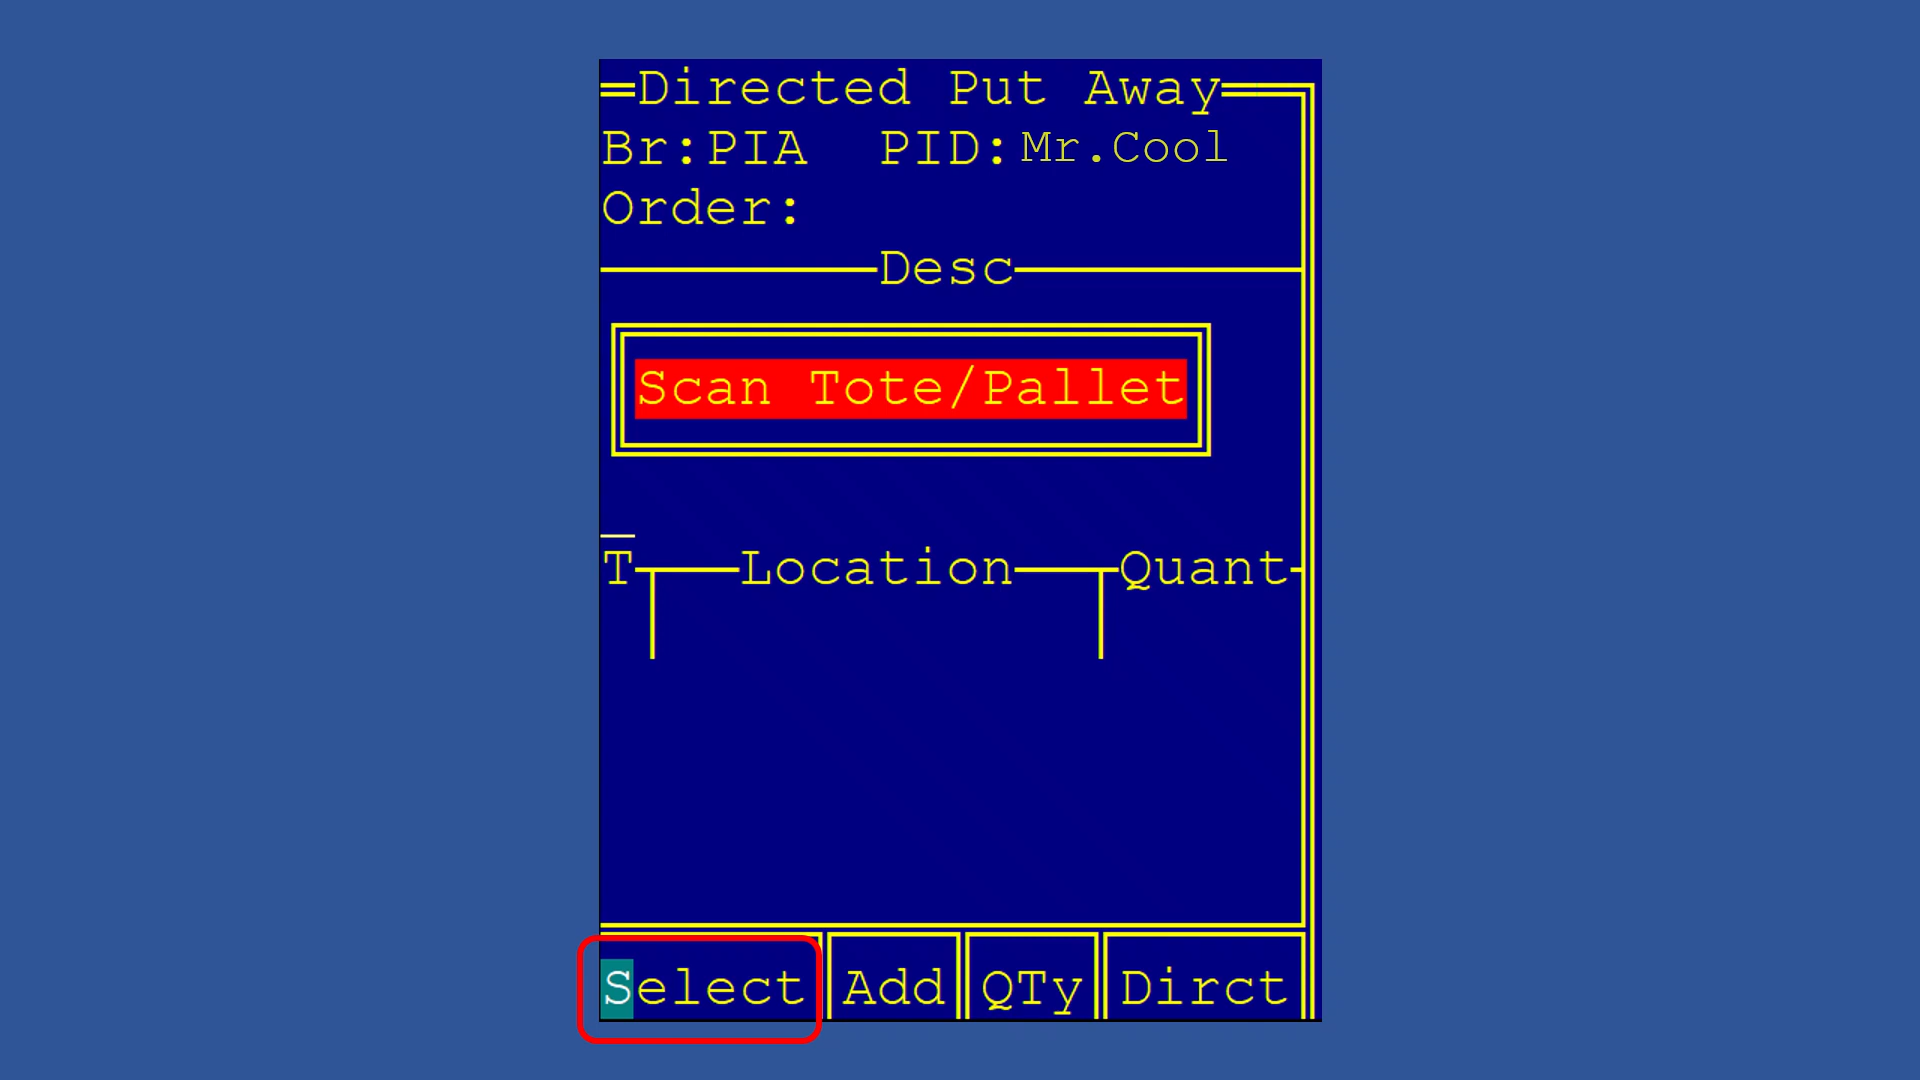 Directed Put Away
Br:PIA PID:Mr.Cool
Order:
Desc
Scan Tote/Pallet
T Location Quant
Select Add QTy Dirct